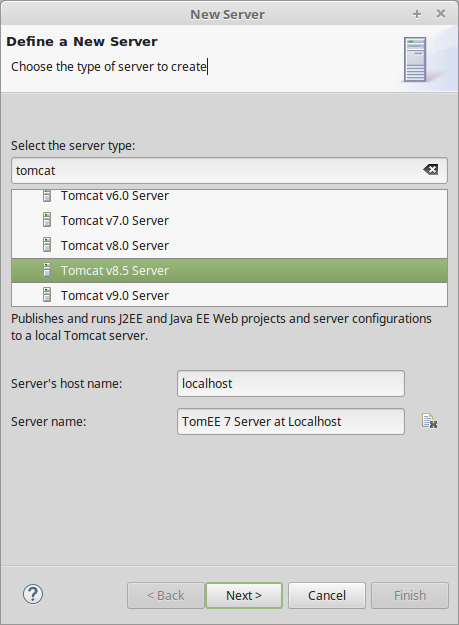 New Server
Define a New Server
Choose the type of server to create
Select the server type:
tomcat
Tomcat v6.0 Server
Tomcat v7.0 Server
Tomcat v8.0 Server
Tomcat v8.5 Server
Tomcat v9.0 Server
Publishes and runs J2EE and Java EE Web projects and server configurations
to a local Tomcat server.
Server's host name: localhost
Server name: TomEE 7 Server at Localhost
? < Back Next > Cancel Finish